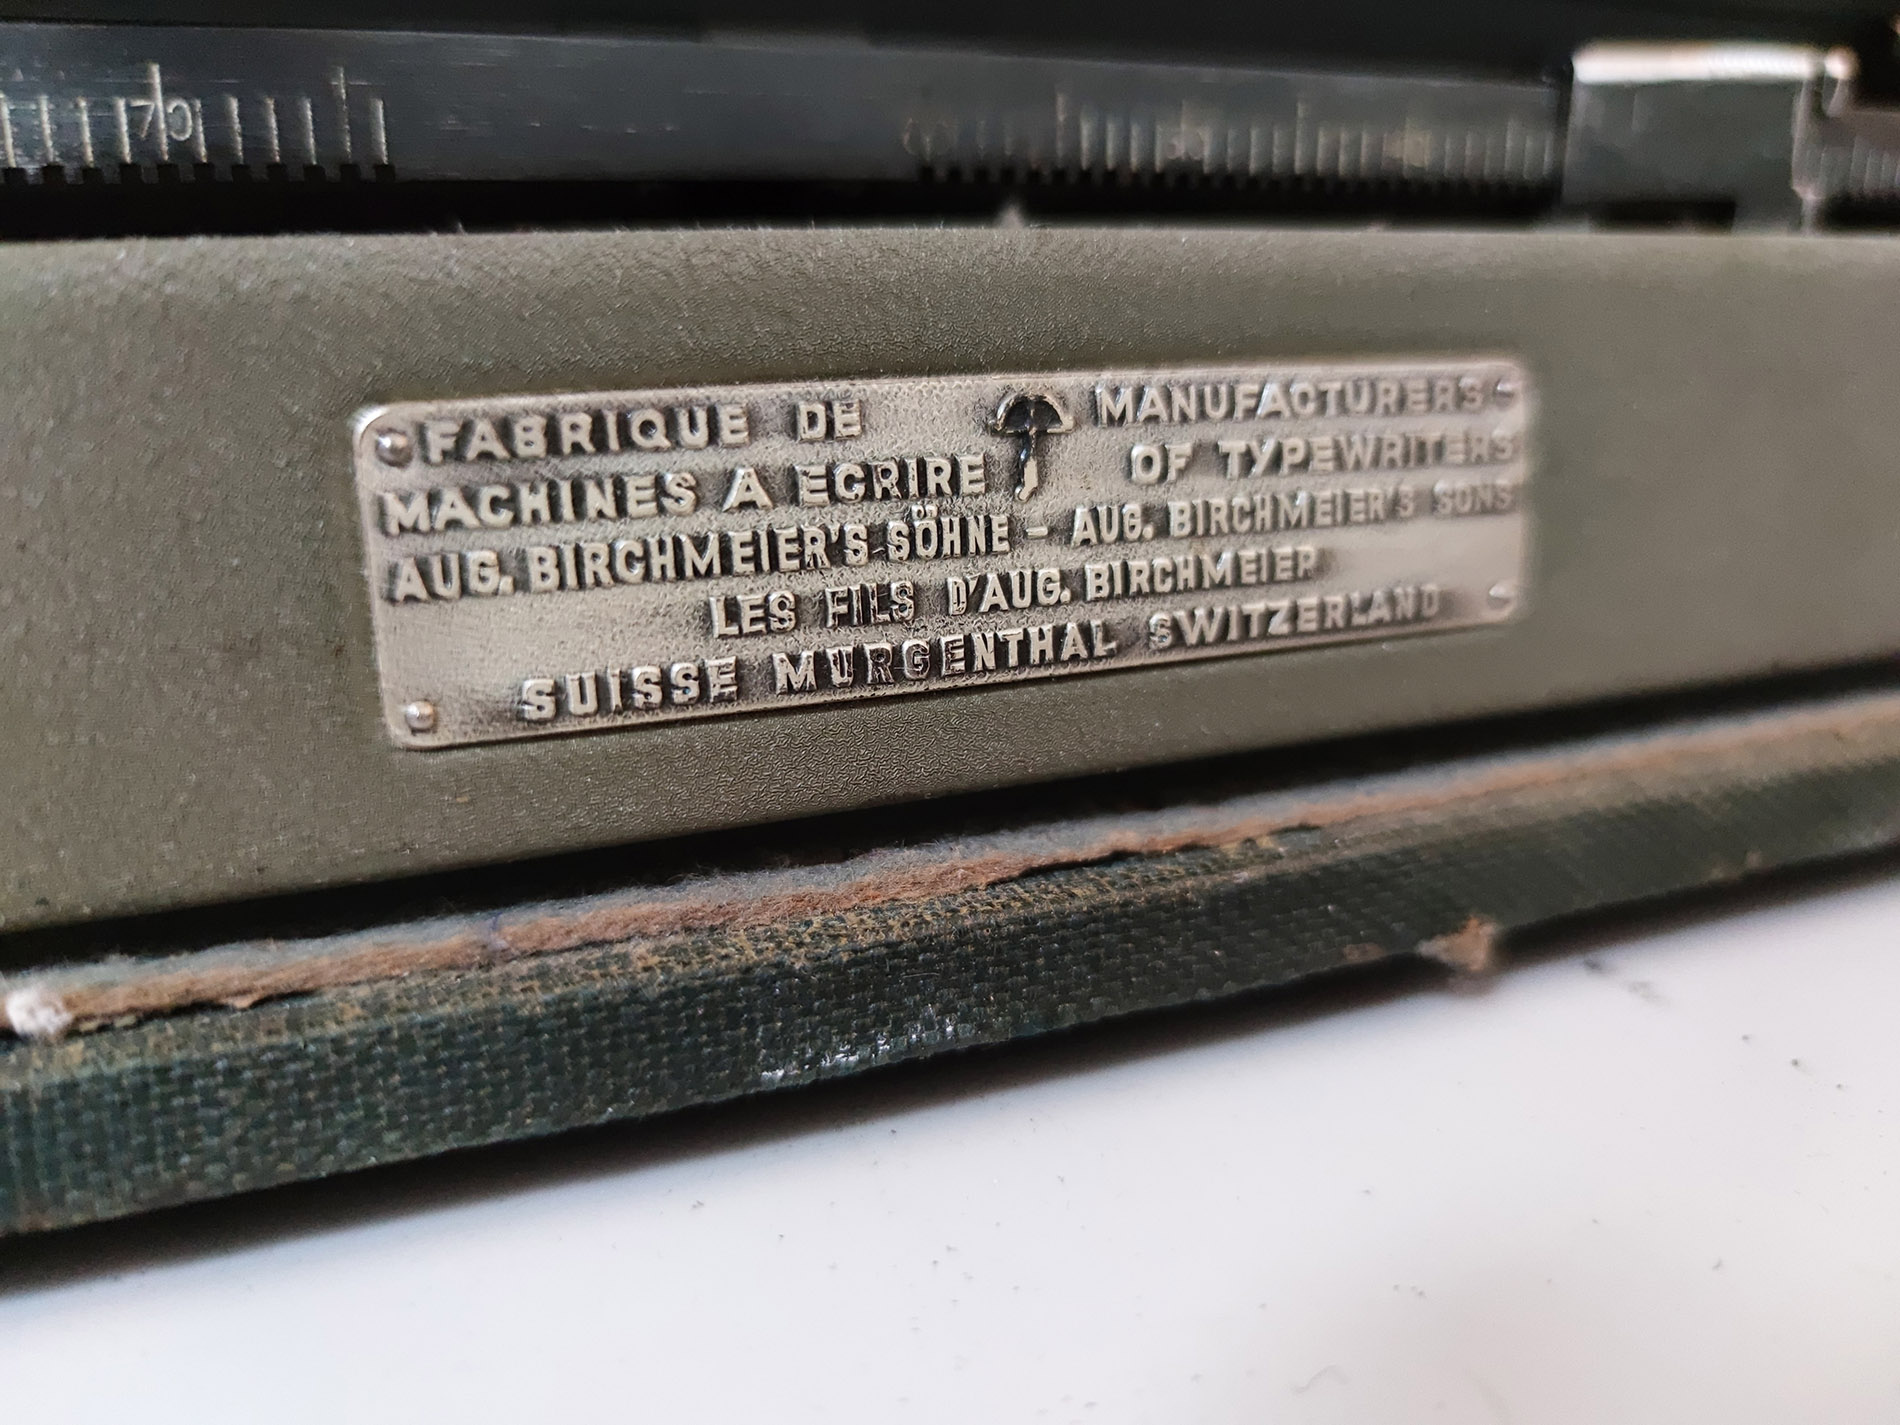 FABRIQUE DE MANUFACTURERS
MACHINES A ECRIRE OF TYPEWRITERS
AUG. BIRCHMEIER'S SÖHNE - AUG. BIRCHMEIER'S SONS
LES FILS D'AUG. BIRCHMEIER
SUISSE MURGENTHAL SWITZERLAND